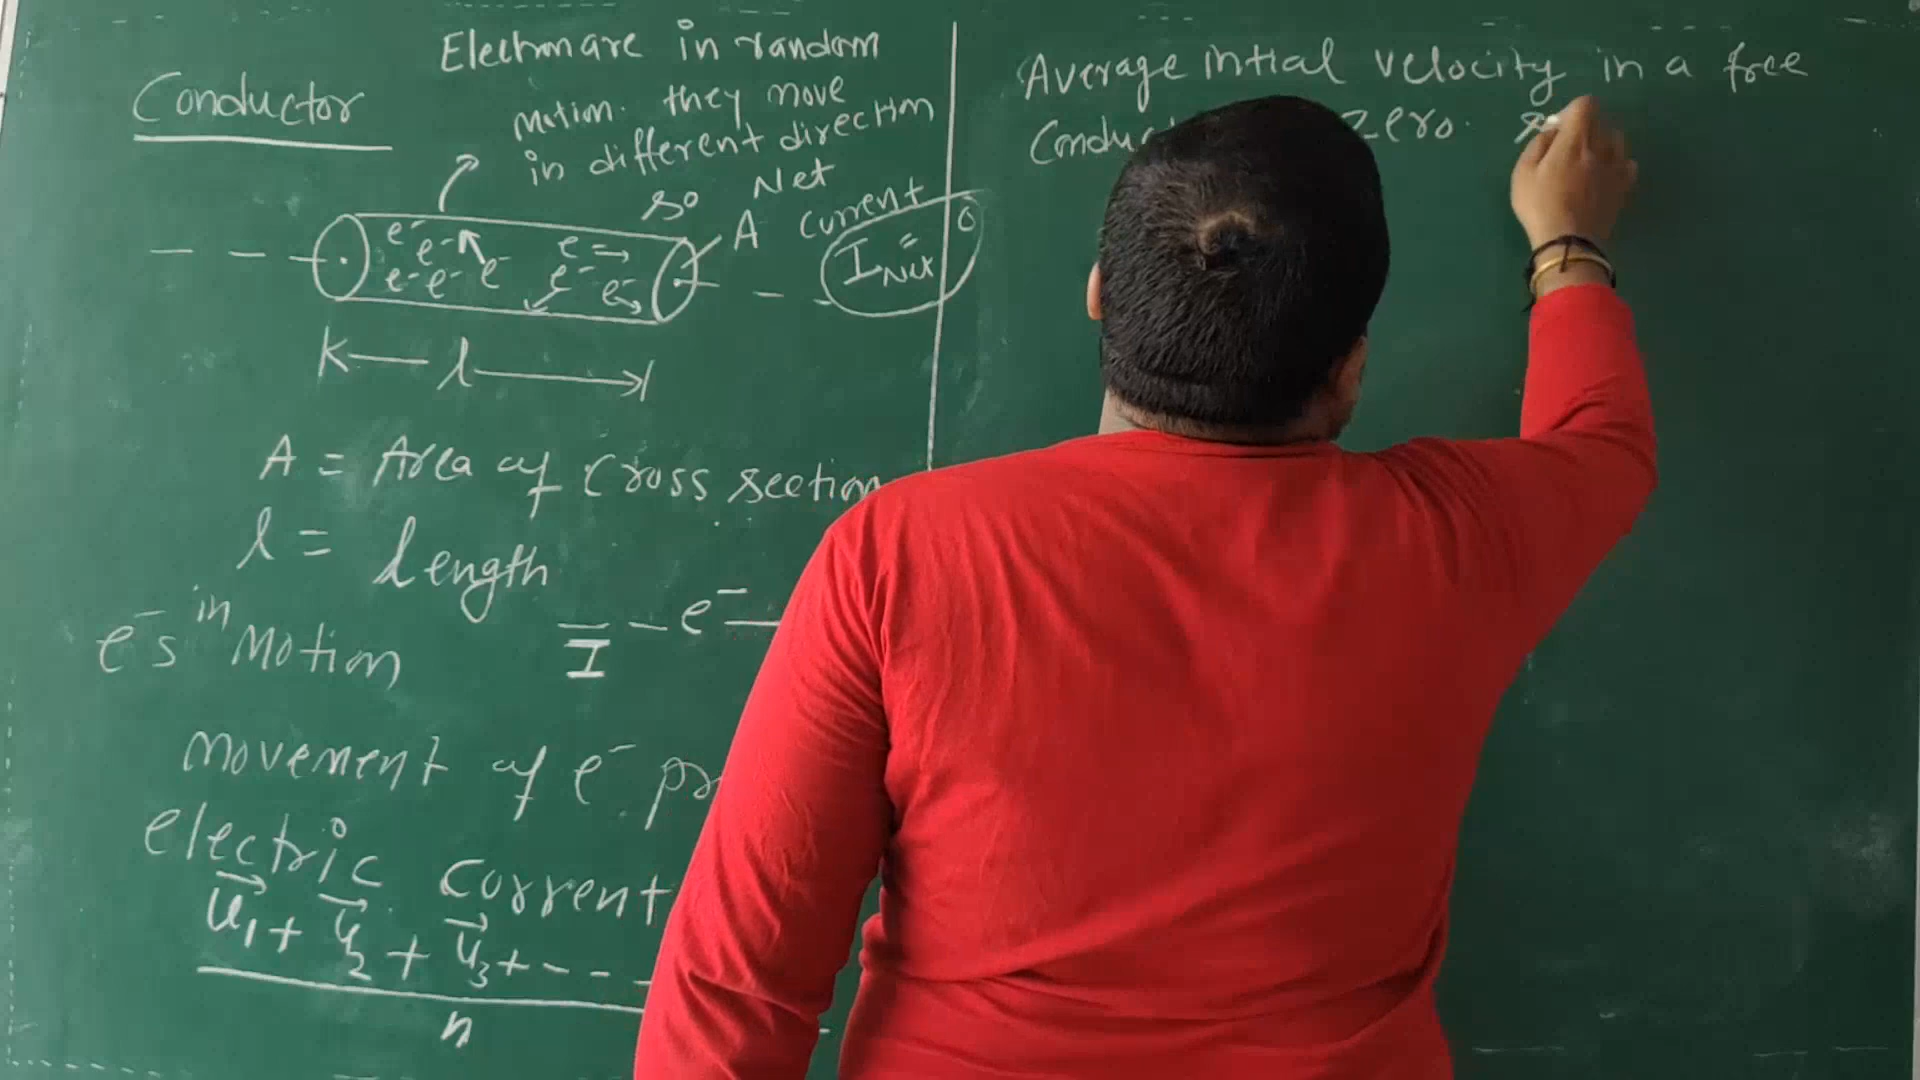 Conductor
Electron are in random
motion. they move
in different direction
so Net
A current
I Net = 0
e⁻ e⁻ e⁻ e⁻ e⁻ e⁻ e e⁻ e⁻
l
A = Area of Cross section
l = length
e⁻s in Motion I e⁻
movement of e⁻
electric current
u₁ + u₂ + u₃ + - - -
n
Average initial velocity in a free
zero.